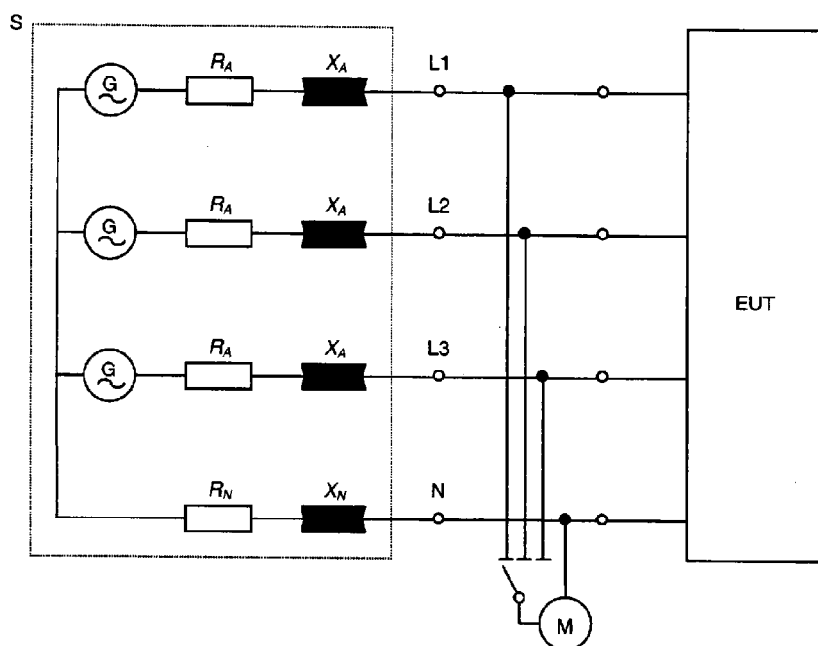 S
G R_A X_A L1
G R_A X_A L2
EUT
G R_A X_A L3
R_N X_N N
M